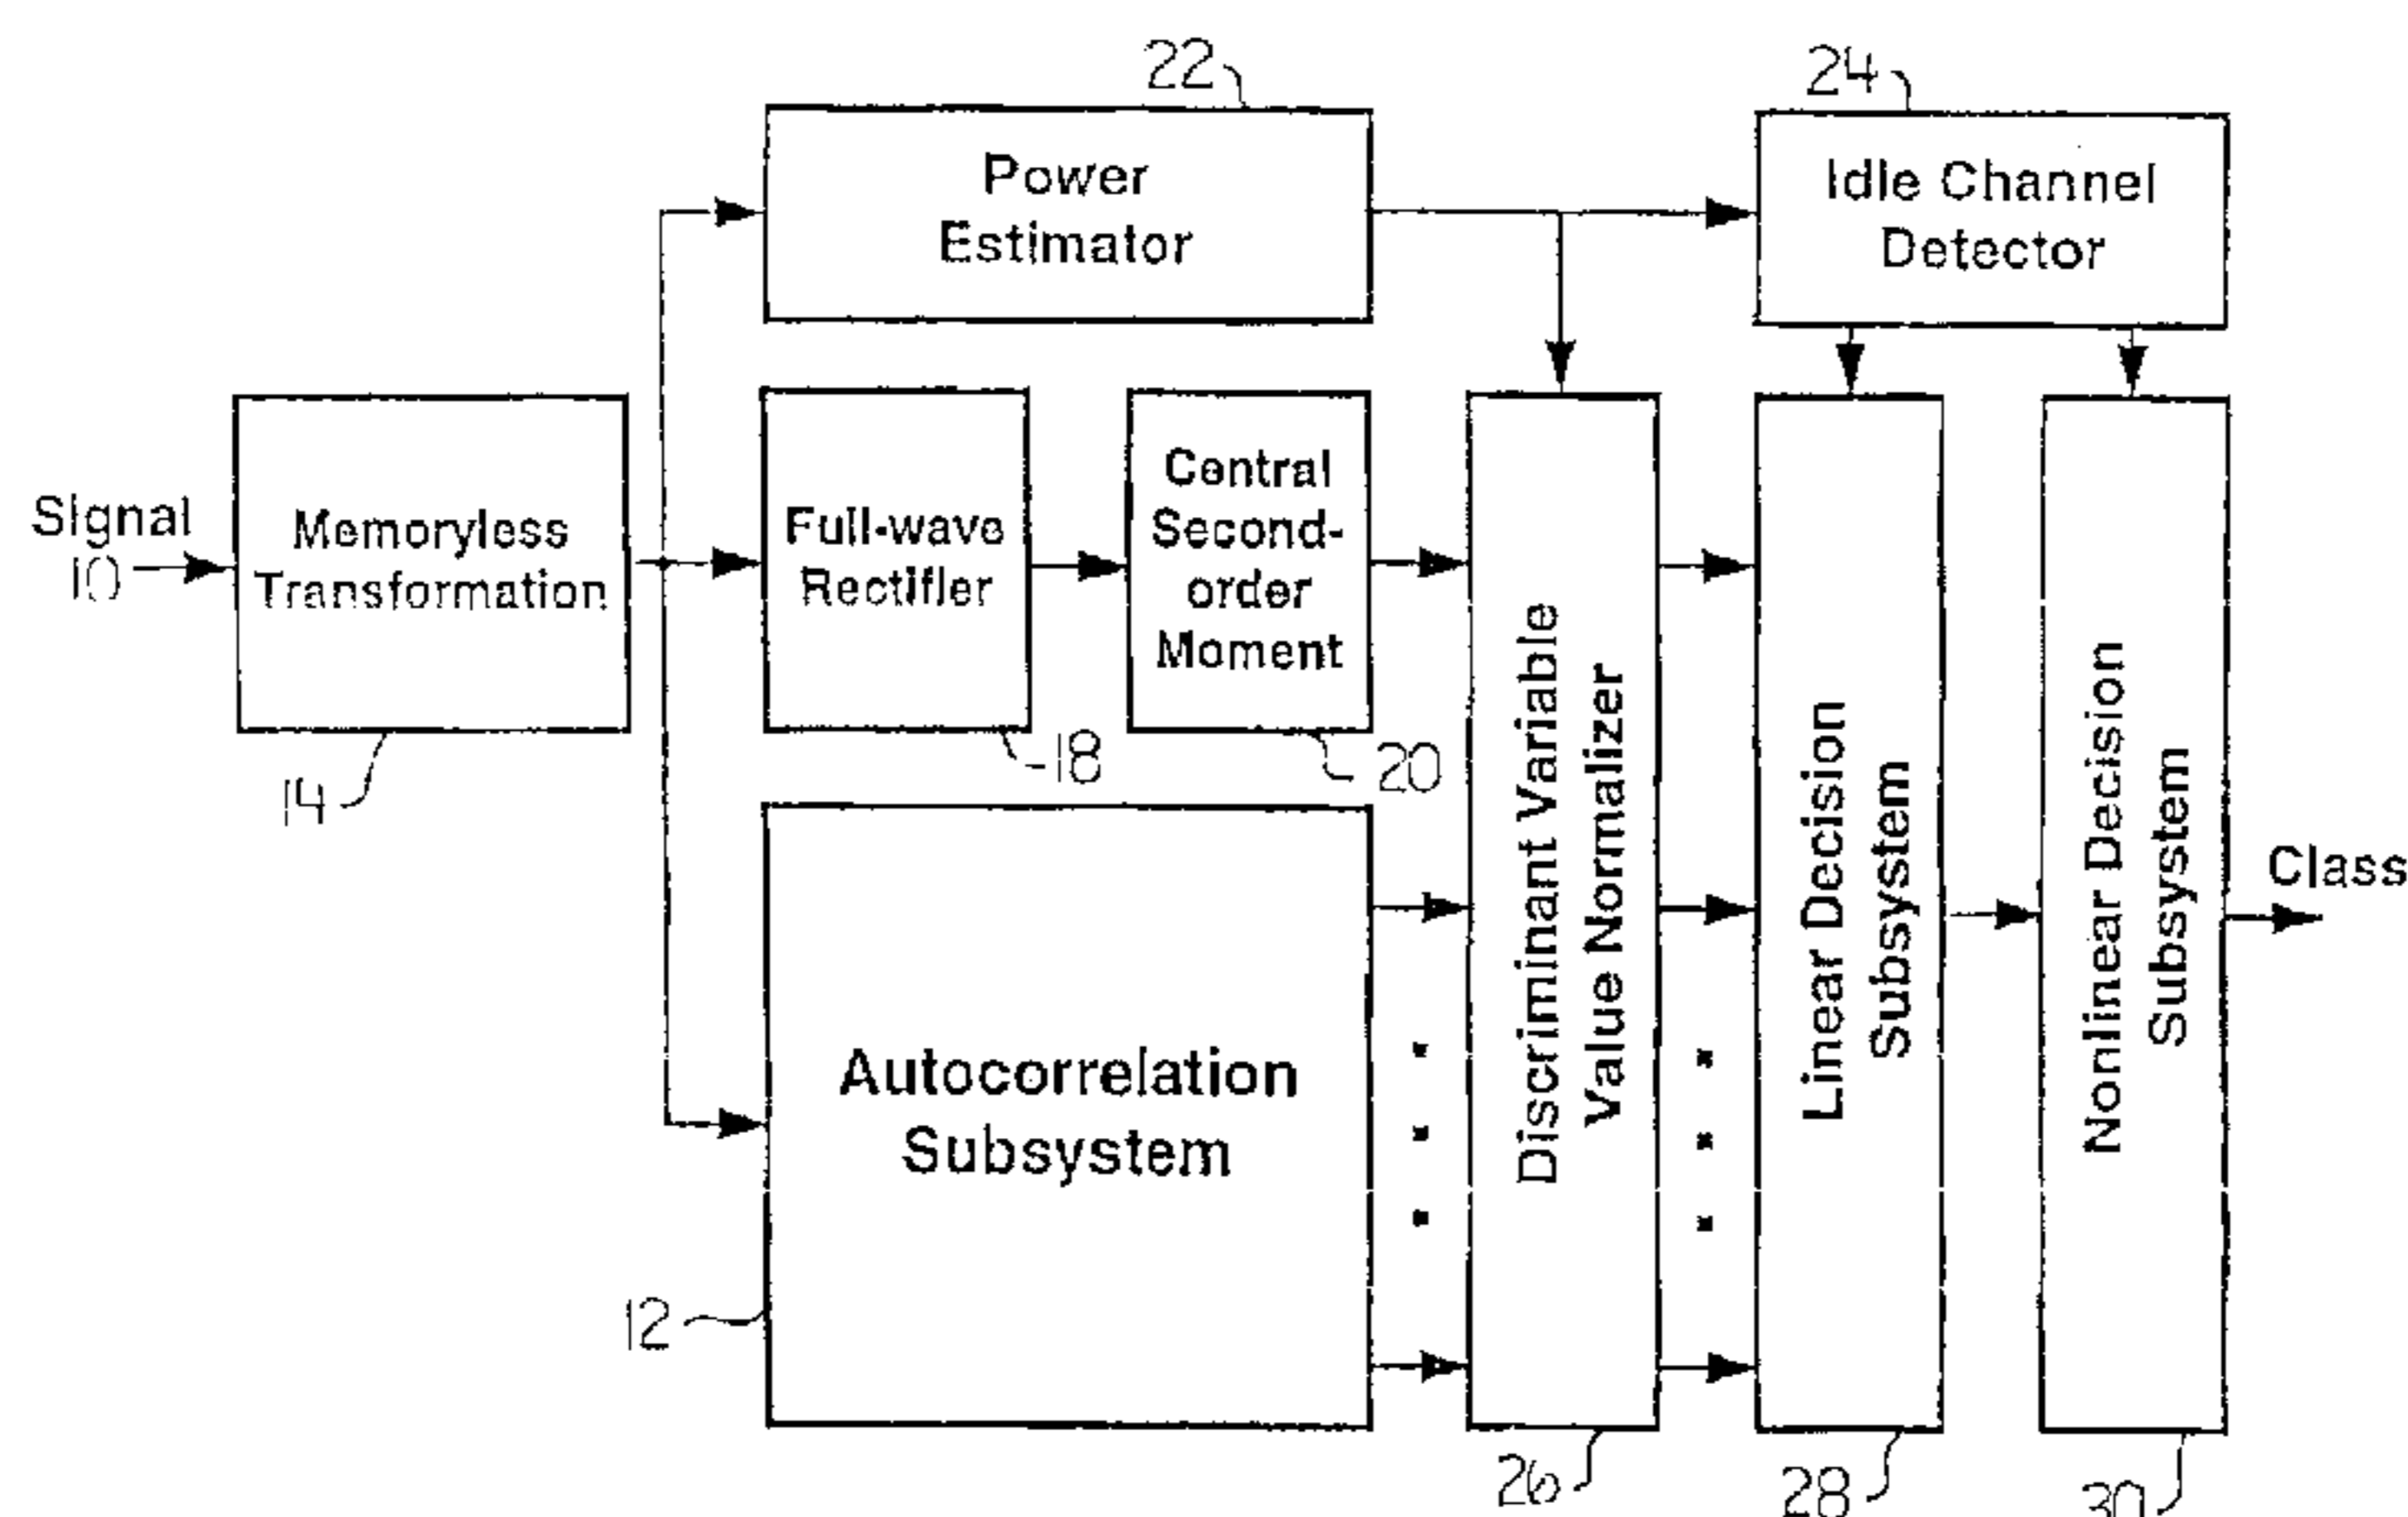 22
24
Power
Estimator
Idle Channel
Detector
Signal
10
Memoryless
Transformation
14
Full-wave
Rectifier
18
Central
Second-
order
Moment
20
Autocorrelation
Subsystem
12
Discriminant Variable
Value Normalizer
26
Linear Decision
Subsystem
28
Nonlinear Decision
Subsystem
30
Class